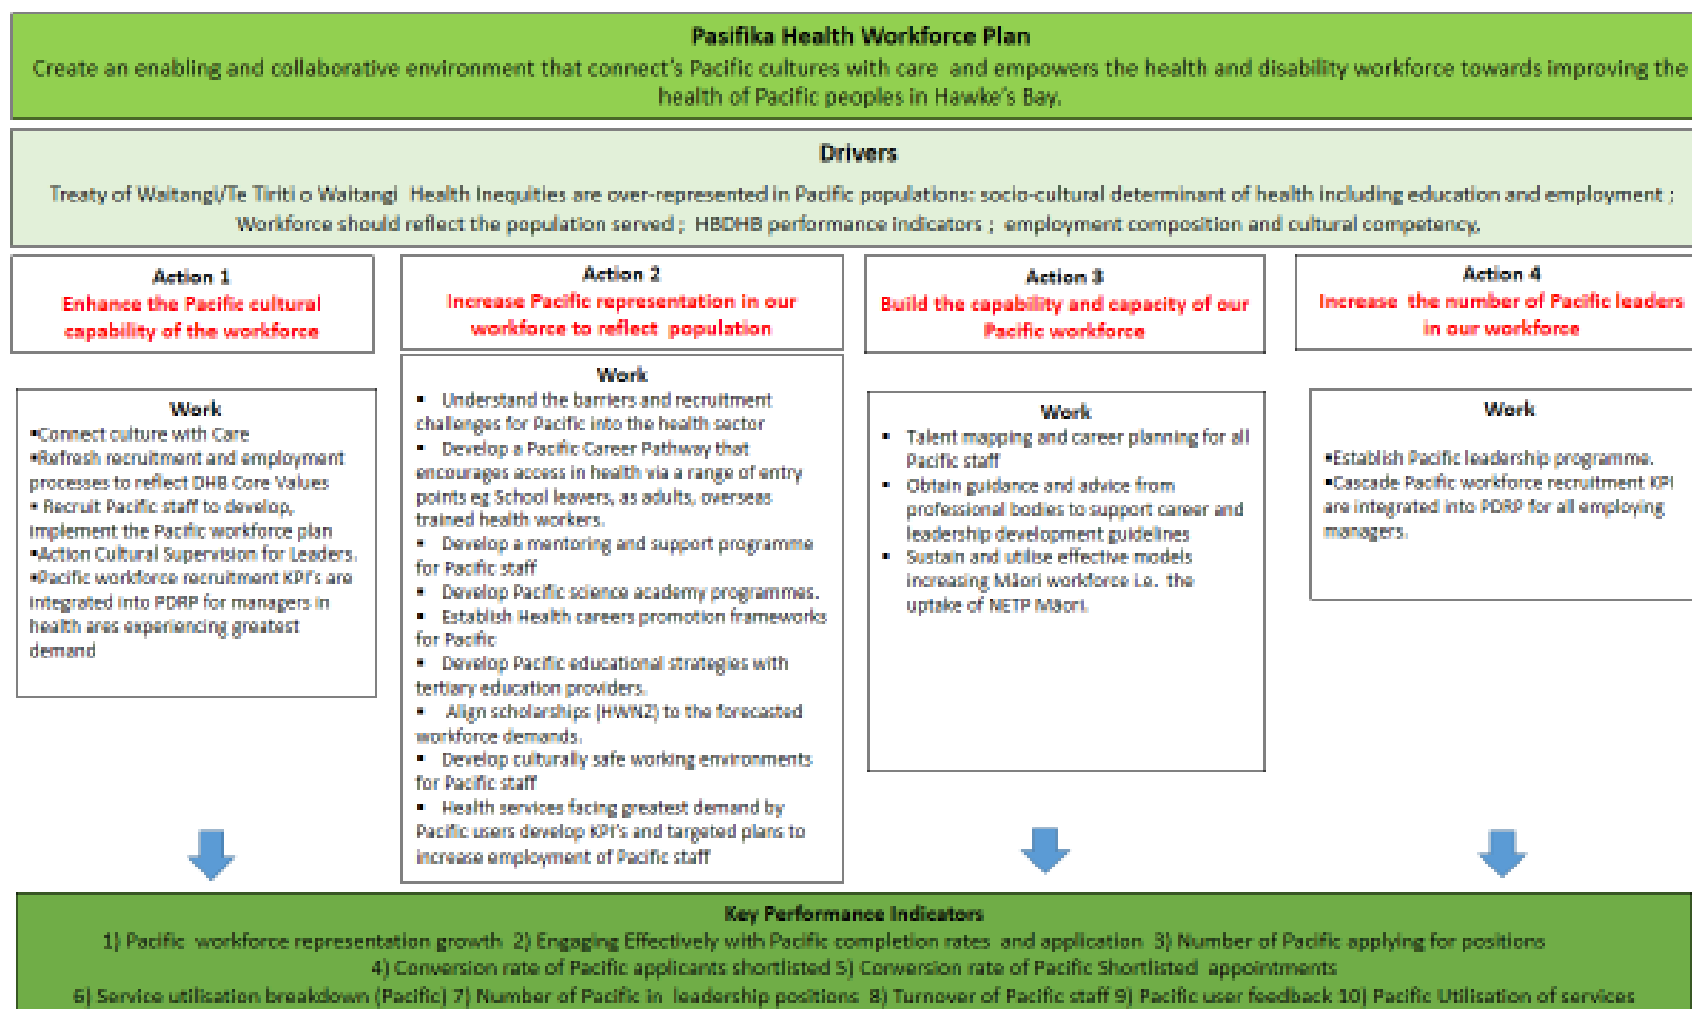 Pasifika Health Workforce Plan
Create an enabling and collaborative environment that connect's Pacific cultures with care and empowers the health and disability workforce towards improving the
health of Pacific peoples in Hawke's Bay.
Drivers
Treaty of Waitangi/Te Tiriti o Waitangi Health Inequities are over-represented in Pacific populations: socio-cultural determinant of health including education and employment ;
Workforce should reflect the population served ; HBDHB performance indicators ; employment composition and cultural competency.
Action 1
Enhance the Pacific cultural
capability of the workforce
Work
▪Connect culture with Care
▪Refresh recruitment and employment
processes to reflect DHB Core Values
▪ Recruit Pacific staff to develop,
implement the Pacific workforce plan
▪Action Cultural Supervision for Leaders.
▪Pacific workforce recruitment KPI's are
integrated into PDRP for managers in
health ares experiencing greatest
demand
Action 2
Increase Pacific representation in our
workforce to reflect population
Work
▪ Understand the barriers and recruitment
challenges for Pacific into the health sector
▪ Develop a Pacific Career Pathway that
encourages access in health via a range of entry
points eg School leavers, as adults, overseas
trained health workers.
▪ Develop a mentoring and support programme
for Pacific staff
▪ Develop Pacific science academy programmes.
▪ Establish Health careers promotion frameworks
for Pacific
▪ Develop Pacific educational strategies with
tertiary education providers.
▪ Align scholarships (HWNZ) to the forecasted
workforce demands.
▪ Develop culturally safe working environments
for Pacific staff
▪ Health services facing greatest demand by
Pacific users develop KPI's and targeted plans to
increase employment of Pacific staff
Action 3
Build the capability and capacity of our
Pacific workforce
Work
▪ Talent mapping and career planning for all
Pacific staff
▪ Obtain guidance and advice from
professional bodies to support career and
leadership development guidelines
▪ Sustain and utilise effective models
increasing Māori workforce i.e. the
uptake of NETP Māori.
Action 4
Increase the number of Pacific leaders
in our workforce
Work
▪Establish Pacific leadership programme.
▪Cascade Pacific workforce recruitment KPI
are integrated into PDRP for all employing
managers.
Key Performance Indicators
1) Pacific workforce representation growth 2) Engaging Effectively with Pacific completion rates and application 3) Number of Pacific applying for positions
4) Conversion rate of Pacific applicants shortlisted 5) Conversion rate of Pacific Shortlisted appointments
6) Service utilisation breakdown (Pacific) 7) Number of Pacific in leadership positions 8) Turnover of Pacific staff 9) Pacific user feedback 10) Pacific Utilisation of services